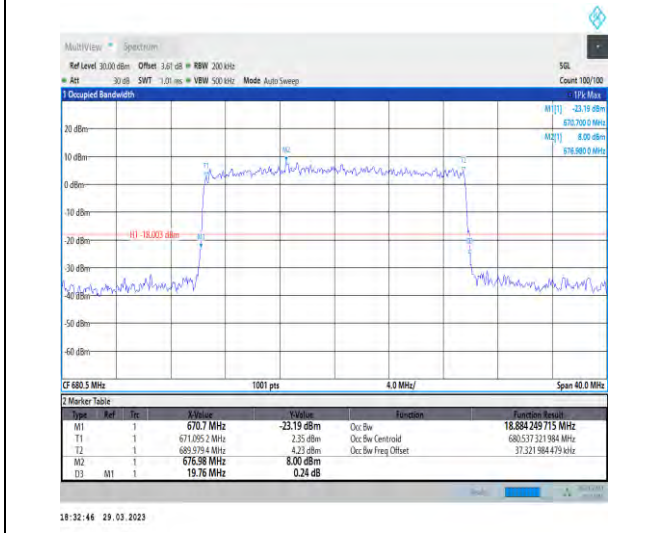 MultiView Spectrum
Ref Level 30.00 dBm Offset 3.61 dB RBW 200 kHz SGL
Att 30 dB SWT 1.01 ms VBW 500 kHz Mode Auto Sweep Count 100/100
1 Occupied Bandwidth 1Pk Max
M1[1] -23.19 dBm
670.700 0 MHz
M2[1] 8.00 dBm
676.980 0 MHz
20 dBm
10 dBm
M2
T1
T2
0 dBm
-10 dBm
H1 -18.003 dBm
M1
D3
-20 dBm
-30 dBm
-40 dBm
-50 dBm
-60 dBm
CF 680.5 MHz 1001 pts 4.0 MHz/ Span 40.0 MHz
2 Marker Table
Type Ref Trc X-Value Y-Value Function Function Result
M1 1 670.7 MHz -23.19 dBm Occ Bw 18.884 249 715 MHz
T1 1 671.095 2 MHz 2.35 dBm Occ Bw Centroid 680.537 321 984 MHz
T2 1 689.979 4 MHz 4.23 dBm Occ Bw Freq Offset 37.321 984 479 kHz
M2 1 676.98 MHz 8.00 dBm
D3 M1 1 19.76 MHz 0.24 dB
18:32:46 29.03.2023